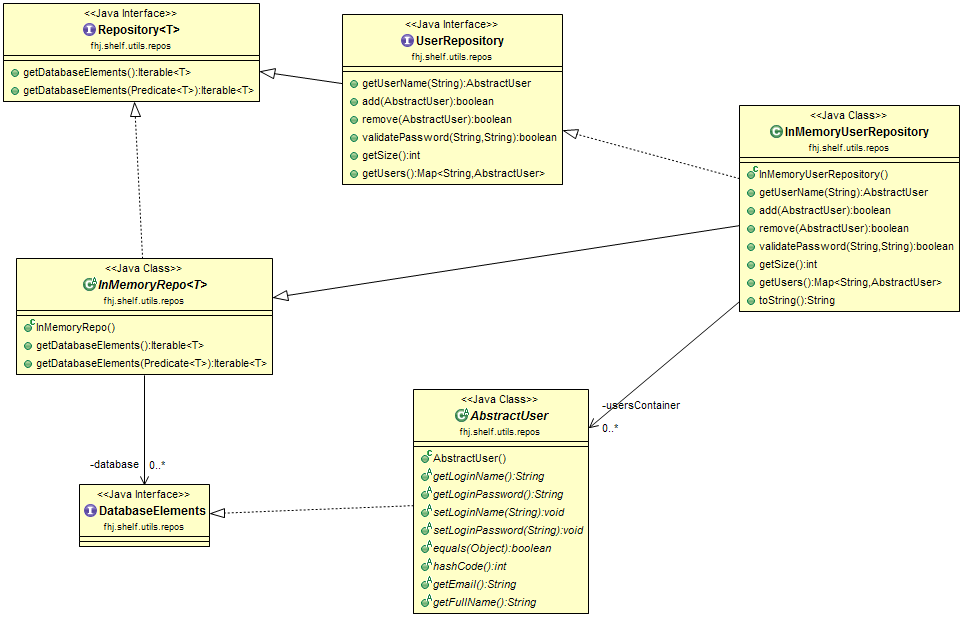 <<Java Interface>>
Repository<T>
fhj.shelf.utils.repos
getDatabaseElements():Iterable<T>
getDatabaseElements(Predicate<T>):Iterable<T>
<<Java Interface>>
UserRepository
fhj.shelf.utils.repos
getUserName(String):AbstractUser
add(AbstractUser):boolean
remove(AbstractUser):boolean
validatePassword(String,String):boolean
getSize():int
getUsers():Map<String,AbstractUser>
<<Java Class>>
InMemoryUserRepository
fhj.shelf.utils.repos
InMemoryUserRepository()
getUserName(String):AbstractUser
add(AbstractUser):boolean
remove(AbstractUser):boolean
validatePassword(String,String):boolean
getSize():int
getUsers():Map<String,AbstractUser>
toString():String
<<Java Class>>
InMemoryRepo<T>
fhj.shelf.utils.repos
InMemoryRepo()
getDatabaseElements():Iterable<T>
getDatabaseElements(Predicate<T>):Iterable<T>
<<Java Class>>
AbstractUser
fhj.shelf.utils.repos
AbstractUser()
getLoginName():String
getLoginPassword():String
setLoginName(String):void
setLoginPassword(String):void
equals(Object):boolean
hashCode():int
getEmail():String
getFullName():String
-usersContainer
0..*
-database
0..*
<<Java Interface>>
DatabaseElements
fhj.shelf.utils.repos